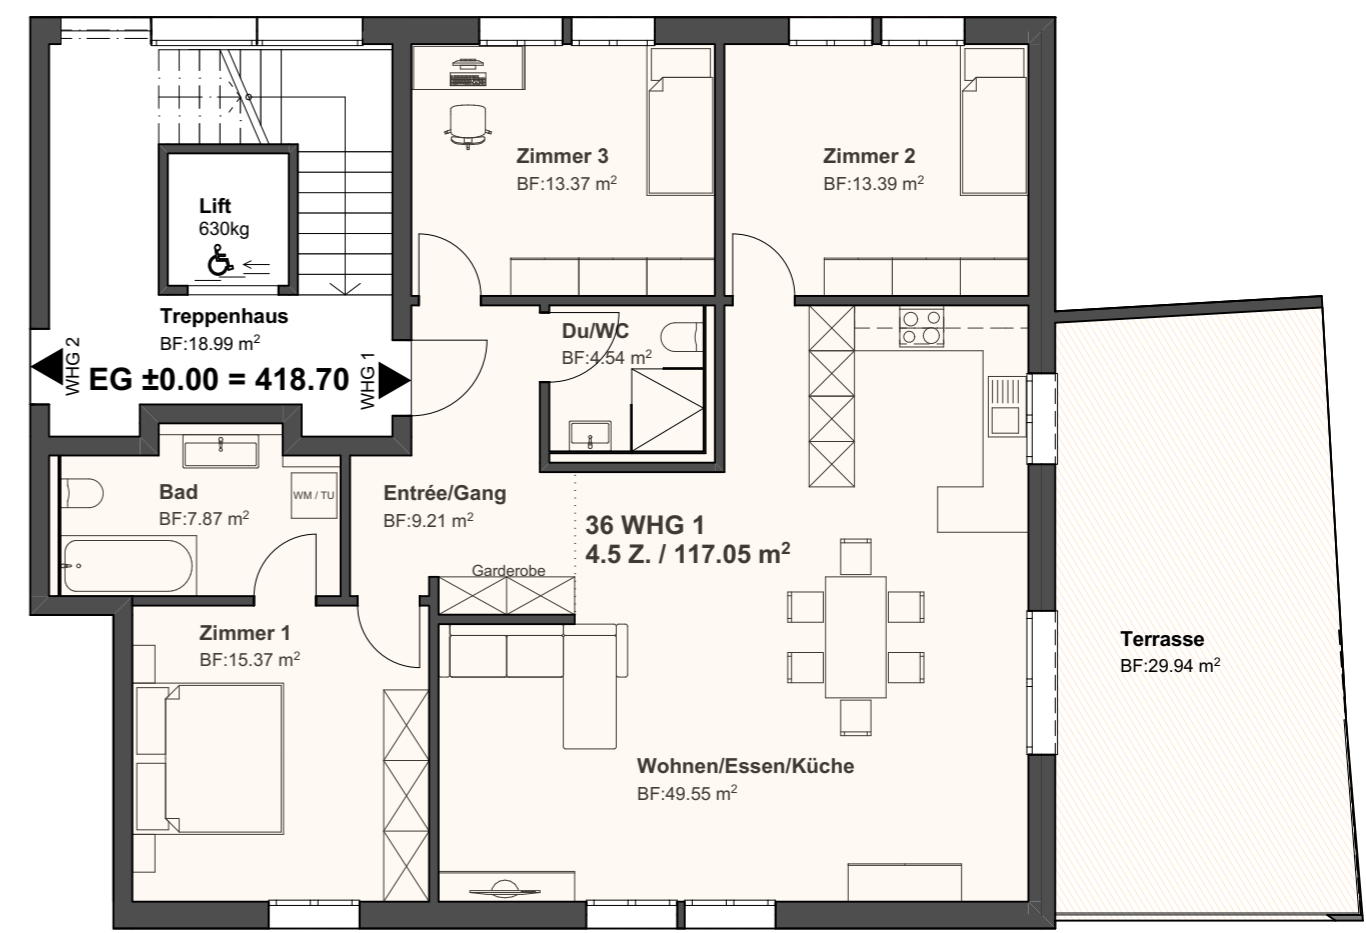 Zimmer 3
BF:13.37 m²
Zimmer 2
BF:13.39 m²
Lift
630kg
Treppenhaus
BF:18.99 m²
WHG 2
EG ±0.00 = 418.70
WHG 1
Du/WC
BF:4.54 m²
Bad
BF:7.87 m²
WM / TU
Entrée/Gang
BF:9.21 m²
36 WHG 1
4.5 Z. / 117.05 m²
Garderobe
Zimmer 1
BF:15.37 m²
Terrasse
BF:29.94 m²
Wohnen/Essen/Küche
BF:49.55 m²